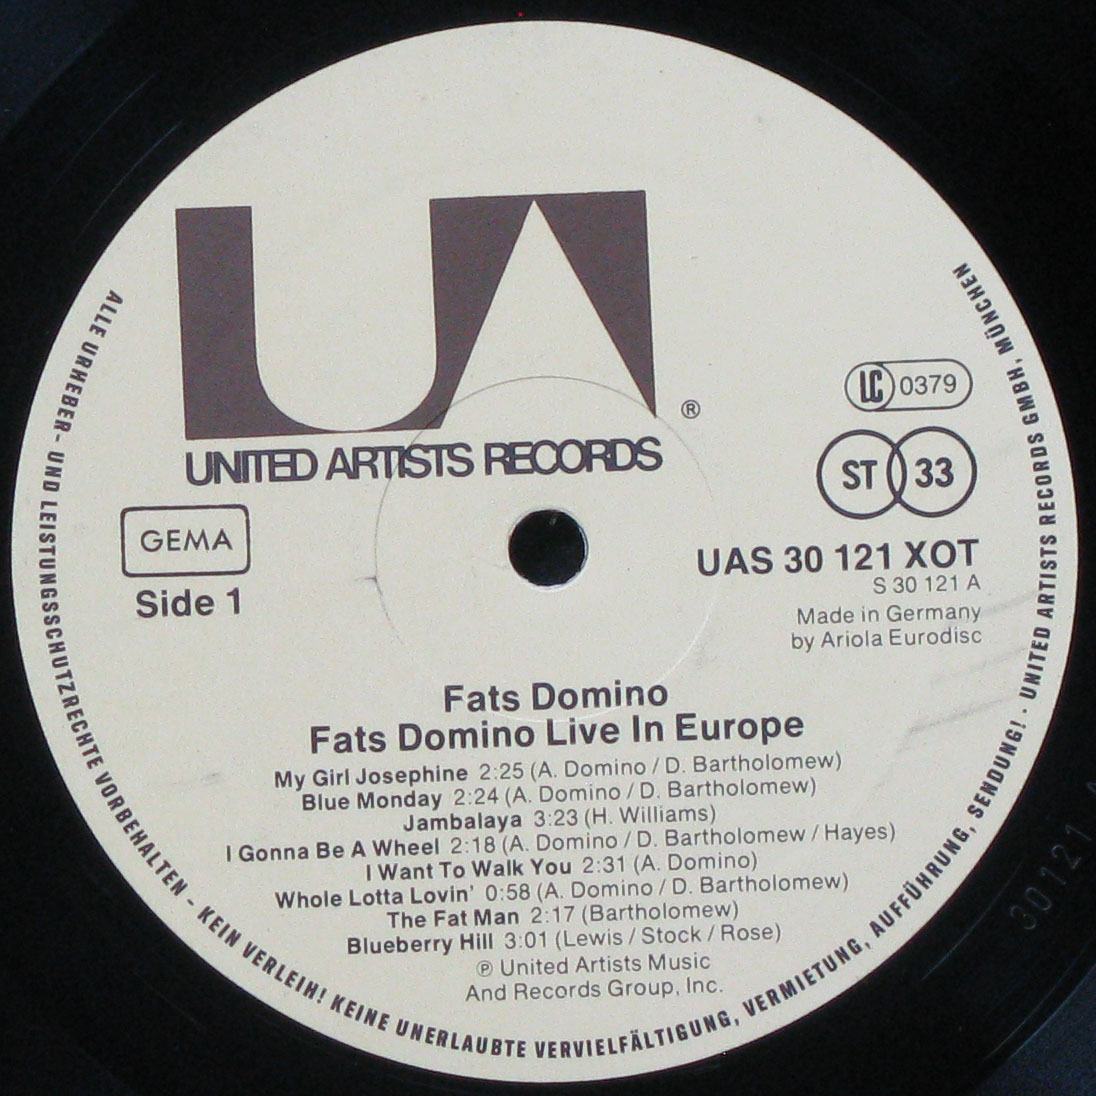 UA
®
UNITED ARTISTS RECORDS
LC 0379
ST 33
GEMA
Side 1
UAS 30 121 XOT
S 30 121 A
Made in Germany
by Ariola Eurodisc
Fats Domino
Fats Domino Live In Europe
My Girl Josephine 2:25 (A. Domino / D. Bartholomew)
Blue Monday 2:24 (A. Domino / D. Bartholomew)
Jambalaya 3:23 (H. Williams)
I Gonna Be A Wheel 2:18 (A. Domino / D. Bartholomew / Hayes)
I Want To Walk You 2:31 (A. Domino)
Whole Lotta Lovin' 0:58 (A. Domino / D. Bartholomew)
The Fat Man 2:17 (Bartholomew)
Blueberry Hill 3:01 (Lewis / Stock / Rose)
℗ United Artists Music
And Records Group, Inc.
ALLE URHEBER- UND LEISTUNGSSCHUTZRECHTE VORBEHALTEN - KEIN VERLEIH! KEINE UNERLAUBTE VERVIELFÄLTIGUNG, VERMIETUNG, AUFFÜHRUNG, SENDUNG! · UNITED ARTISTS RECORDS GMBH, MÜNCHEN
30121